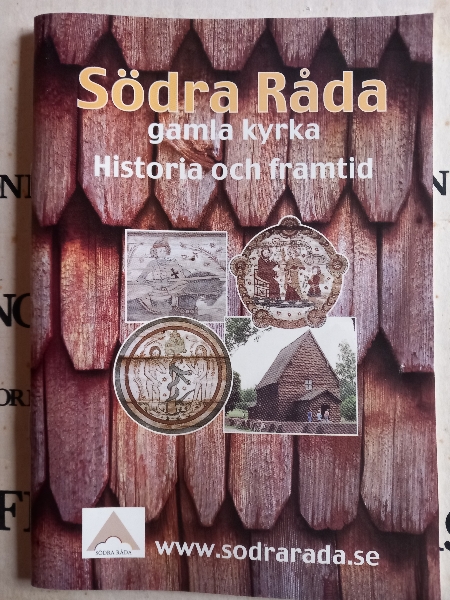 Södra Råda
gamla kyrka
Historia och framtid
SÖDRA RÅDA
www.sodrarada.se